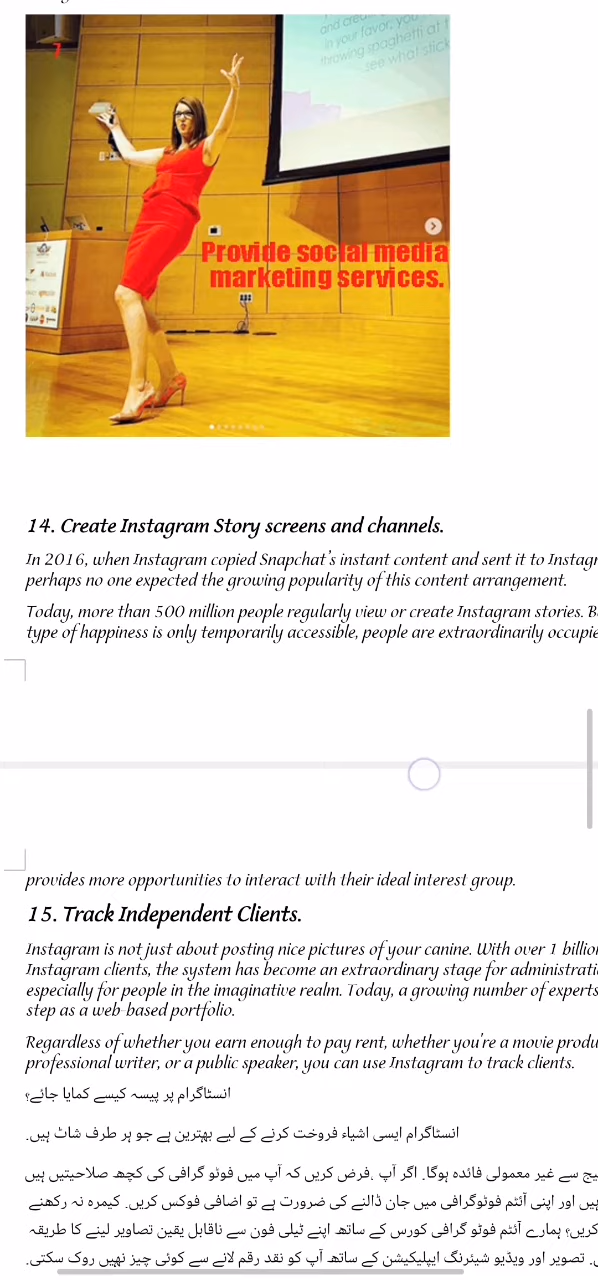 7
and crea
in your favor, you
throwing spaghetti at t
see what stick
Provide social media
marketing services.
14. Create Instagram Story screens and channels.
In 2016, when Instagram copied Snapchat's instant content and sent it to Instagr
perhaps no one expected the growing popularity of this content arrangement.
Today, more than 500 million people regularly view or create Instagram stories. B
type of happiness is only temporarily accessible, people are extraordinarily occupie
provides more opportunities to interact with their ideal interest group.
15. Track Independent Clients.
Instagram is not just about posting nice pictures of your canine. With over 1 billion
Instagram clients, the system has become an extraordinary stage for administrati
especially for people in the imaginative realm. Today, a growing number of experts
step as a web-based portfolio.
Regardless of whether you earn enough to pay rent, whether you're a movie produ
professional writer, or a public speaker, you can use Instagram to track clients.
انسٹاگرام پر پیسہ کیسے کمایا جائے؟
انسٹاگرام ایسی اشیاء فروخت کرنے کے لیے بہترین ہے جو ہر طرف شاٹ ہیں.
یج سے غیر معمولی فائدہ ہوگا. اگر آپ .فرض کریں کہ آپ میں فوٹو گرافی کی کچھ صلاحیتیں ہیں
ہیں اور اپنی آئٹم فوٹوگرافی میں جان ڈالنے کی ضرورت ہے تو اضافی فوکس کریں. کیمرہ نہ رکھنے
کریں؟ ہمارے آئٹم فوٹو گرافی کورس کے ساتھ اپنے ٹیلی فون سے ناقابل یقین تصاویر لینے کا طریقہ
. تصویر اور ویڈیو شیئرنگ ایپلیکیشن کے ساتھ آپ کو نقد رقم لانے سے کوئی چیز نہیں روک سکتی.